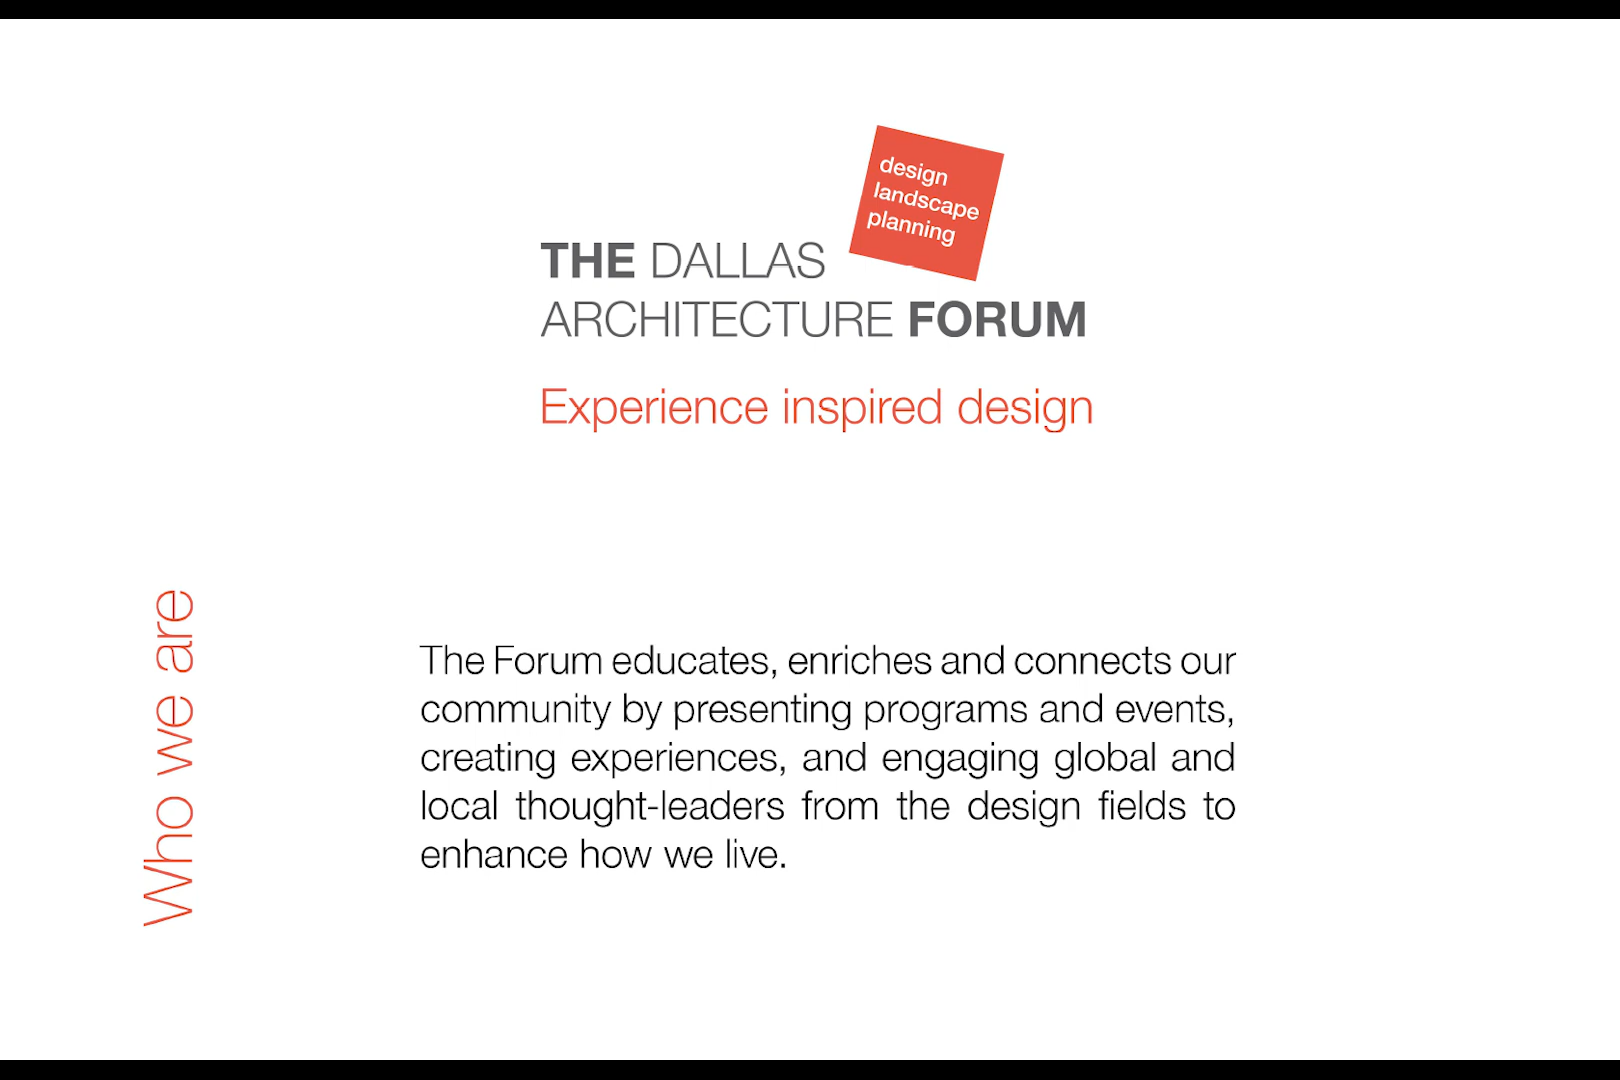 design
landscape
planning
THE DALLAS
ARCHITECTURE FORUM
Experience inspired design
Who we are
The Forum educates, enriches and connects our
community by presenting programs and events,
creating experiences, and engaging global and
local thought-leaders from the design fields to
enhance how we live.